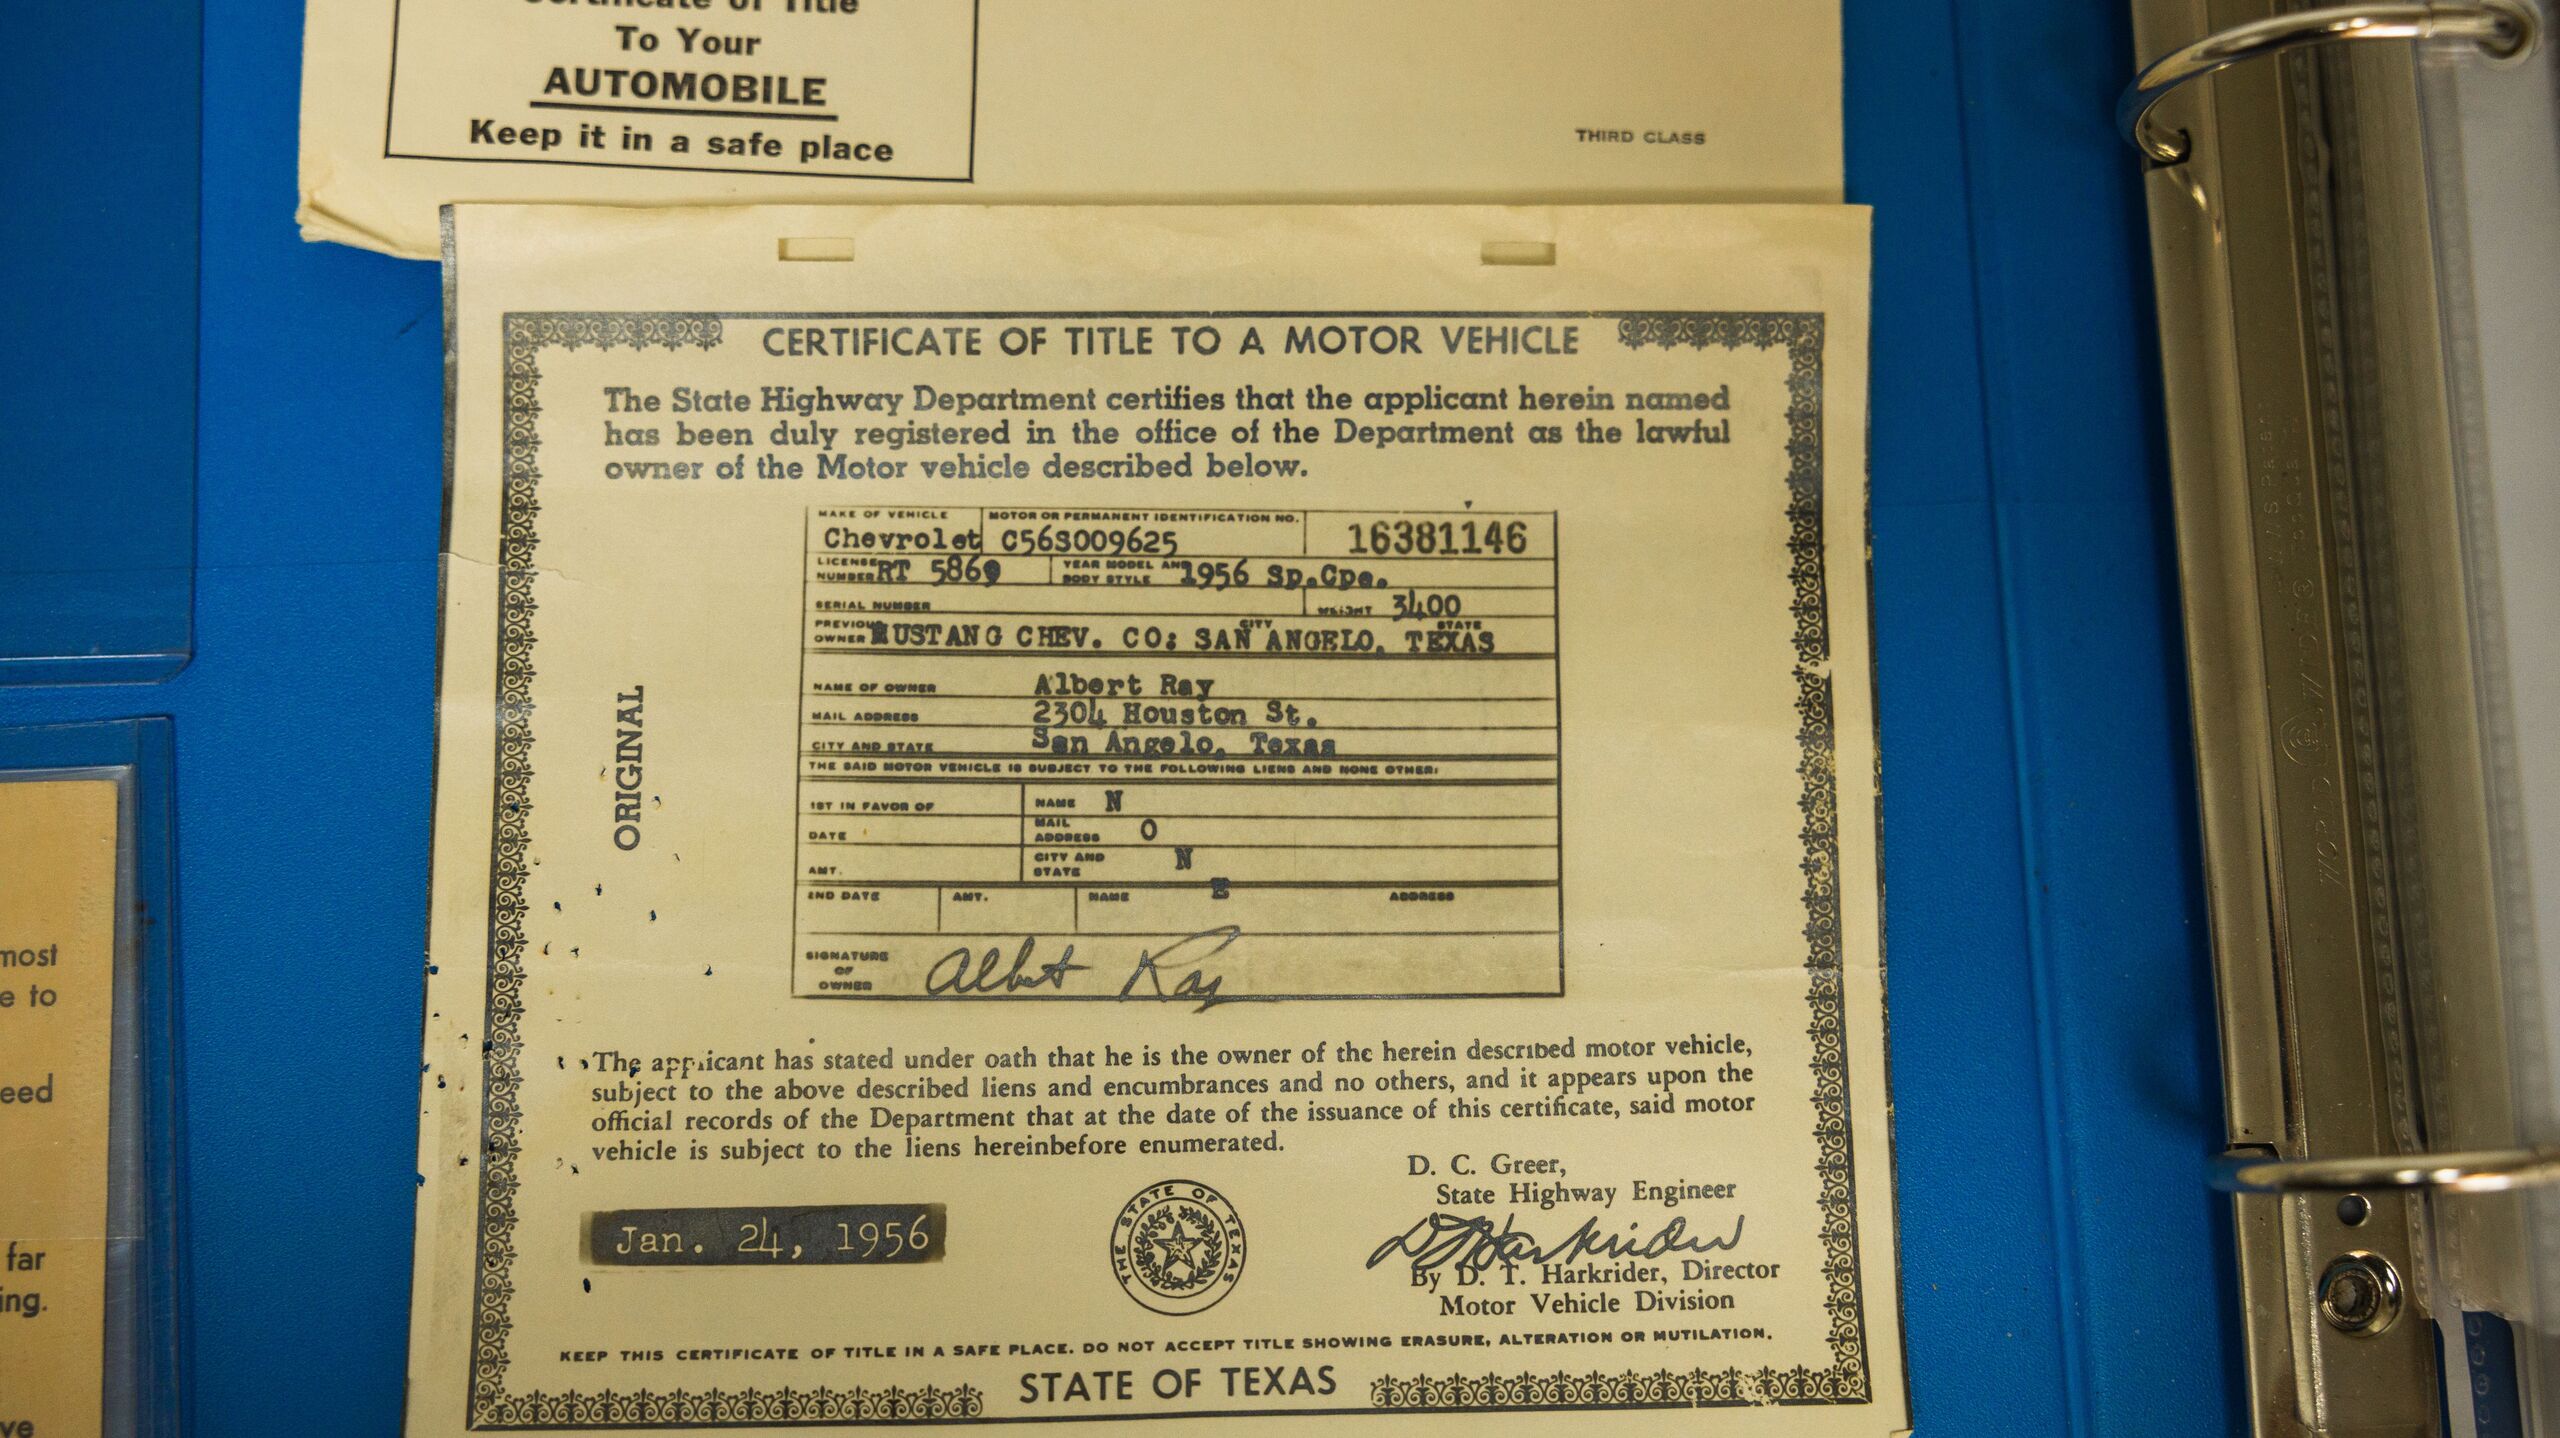 Certificate of Title
To Your
AUTOMOBILE
Keep it in a safe place
THIRD CLASS
CERTIFICATE OF TITLE TO A MOTOR VEHICLE
The State Highway Department certifies that the applicant herein named
has been duly registered in the office of the Department as the lawful
owner of the Motor vehicle described below.
MAKE OF VEHICLE MOTOR OR PERMANENT IDENTIFICATION NO.
Chevrolet C56S009625 16381146
LICENSE NUMBER RT 5869 YEAR MODEL AND BODY STYLE 1956 Sp.Cpe.
SERIAL NUMBER WEIGHT 3400
PREVIOUS OWNER MUSTANG CHEV. CO: SAN ANGELO, TEXAS CITY STATE
NAME OF OWNER Albert Ray
MAIL ADDRESS 2304 Houston St.
CITY AND STATE San Angelo, Texas
THE SAID MOTOR VEHICLE IS SUBJECT TO THE FOLLOWING LIENS AND NONE OTHER:
1ST IN FAVOR OF NAME N
DATE MAIL ADDRESS O
AMT. CITY AND STATE N
2ND DATE AMT. NAME E ADDRESS
SIGNATURE OF OWNER Albert Ray
ORIGINAL
The applicant has stated under oath that he is the owner of the herein described motor vehicle,
subject to the above described liens and encumbrances and no others, and it appears upon the
official records of the Department that at the date of the issuance of this certificate, said motor
vehicle is subject to the liens hereinbefore enumerated.
D. C. Greer,
State Highway Engineer
Jan. 24, 1956
THE STATE OF TEXAS
D T Harkrider
By D. T. Harkrider, Director
Motor Vehicle Division
KEEP THIS CERTIFICATE OF TITLE IN A SAFE PLACE. DO NOT ACCEPT TITLE SHOWING ERASURE, ALTERATION OR MUTILATION.
STATE OF TEXAS
most
e to
eed
far
ing.
ve
WORLD WIDE